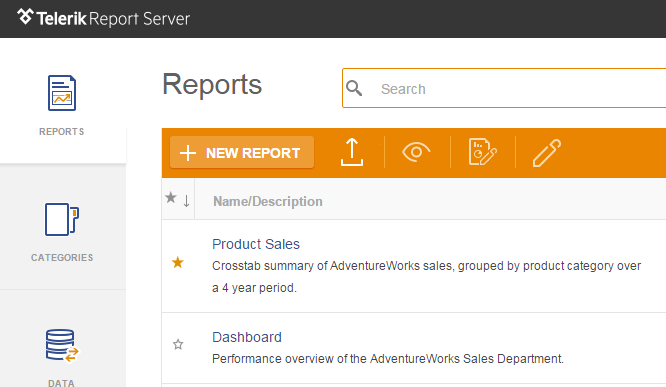 Telerik Report Server
REPORTS
CATEGORIES
DATA
Reports
Search
NEW REPORT
Name/Description
Product Sales
Crosstab summary of AdventureWorks sales, grouped by product category over
a 4 year period.
Dashboard
Performance overview of the AdventureWorks Sales Department.